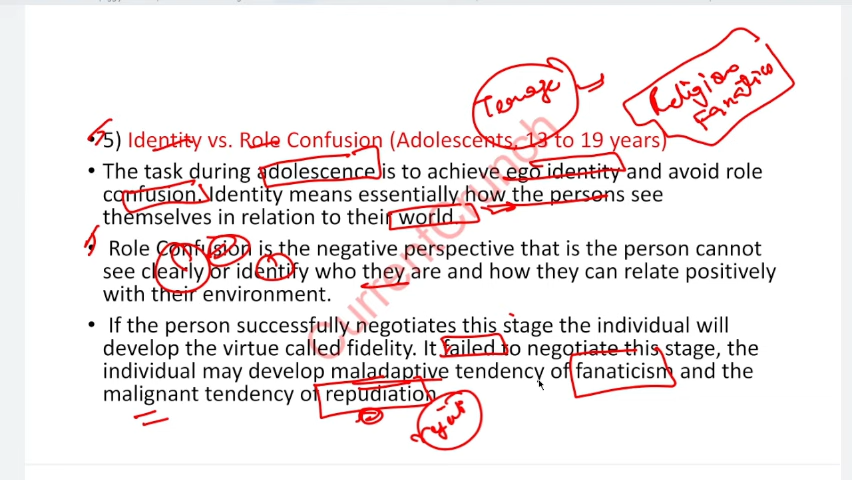 Teenage
Religious
Fanatics
• 5) Identity vs. Role Confusion (Adolescents, 13 to 19 years)
• The task during adolescence is to achieve ego identity and avoid role
confusion. Identity means essentially how the persons see
themselves in relation to their world.
• Role Confusion is the negative perspective that is the person cannot
see clearly or identify who they are and how they can relate positively
with their environment.
• If the person successfully negotiates this stage the individual will
develop the virtue called fidelity. It failed to negotiate this stage, the
individual may develop maladaptive tendency of fanaticism and the
malignant tendency of repudiation
CurrentCrunch